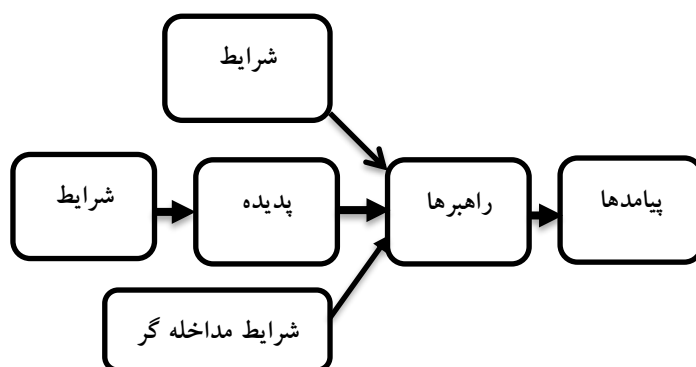 شرایط
شرایط
پدیده
راهبرها
پیامدها
شرایط مداخله گر